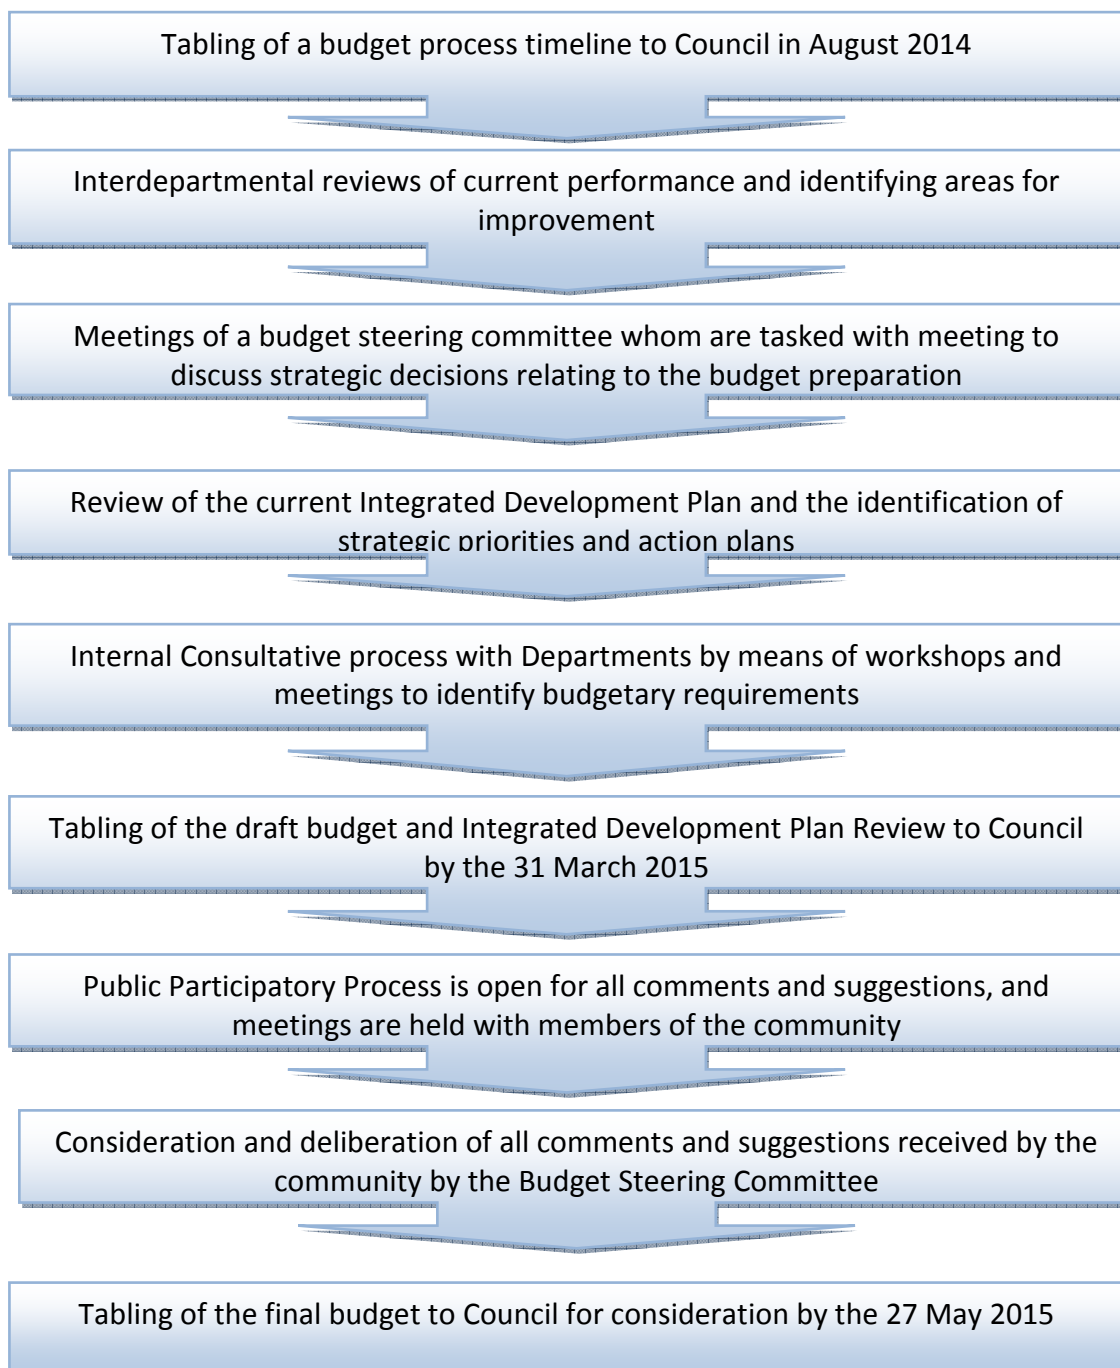 Tabling of a budget process timeline to Council in August 2014
Interdepartmental reviews of current performance and identifying areas for
improvement
Meetings of a budget steering committee whom are tasked with meeting to
discuss strategic decisions relating to the budget preparation
Review of the current Integrated Development Plan and the identification of
strategic priorities and action plans
Internal Consultative process with Departments by means of workshops and
meetings to identify budgetary requirements
Tabling of the draft budget and Integrated Development Plan Review to Council
by the 31 March 2015
Public Participatory Process is open for all comments and suggestions, and
meetings are held with members of the community
Consideration and deliberation of all comments and suggestions received by the
community by the Budget Steering Committee
Tabling of the final budget to Council for consideration by the 27 May 2015